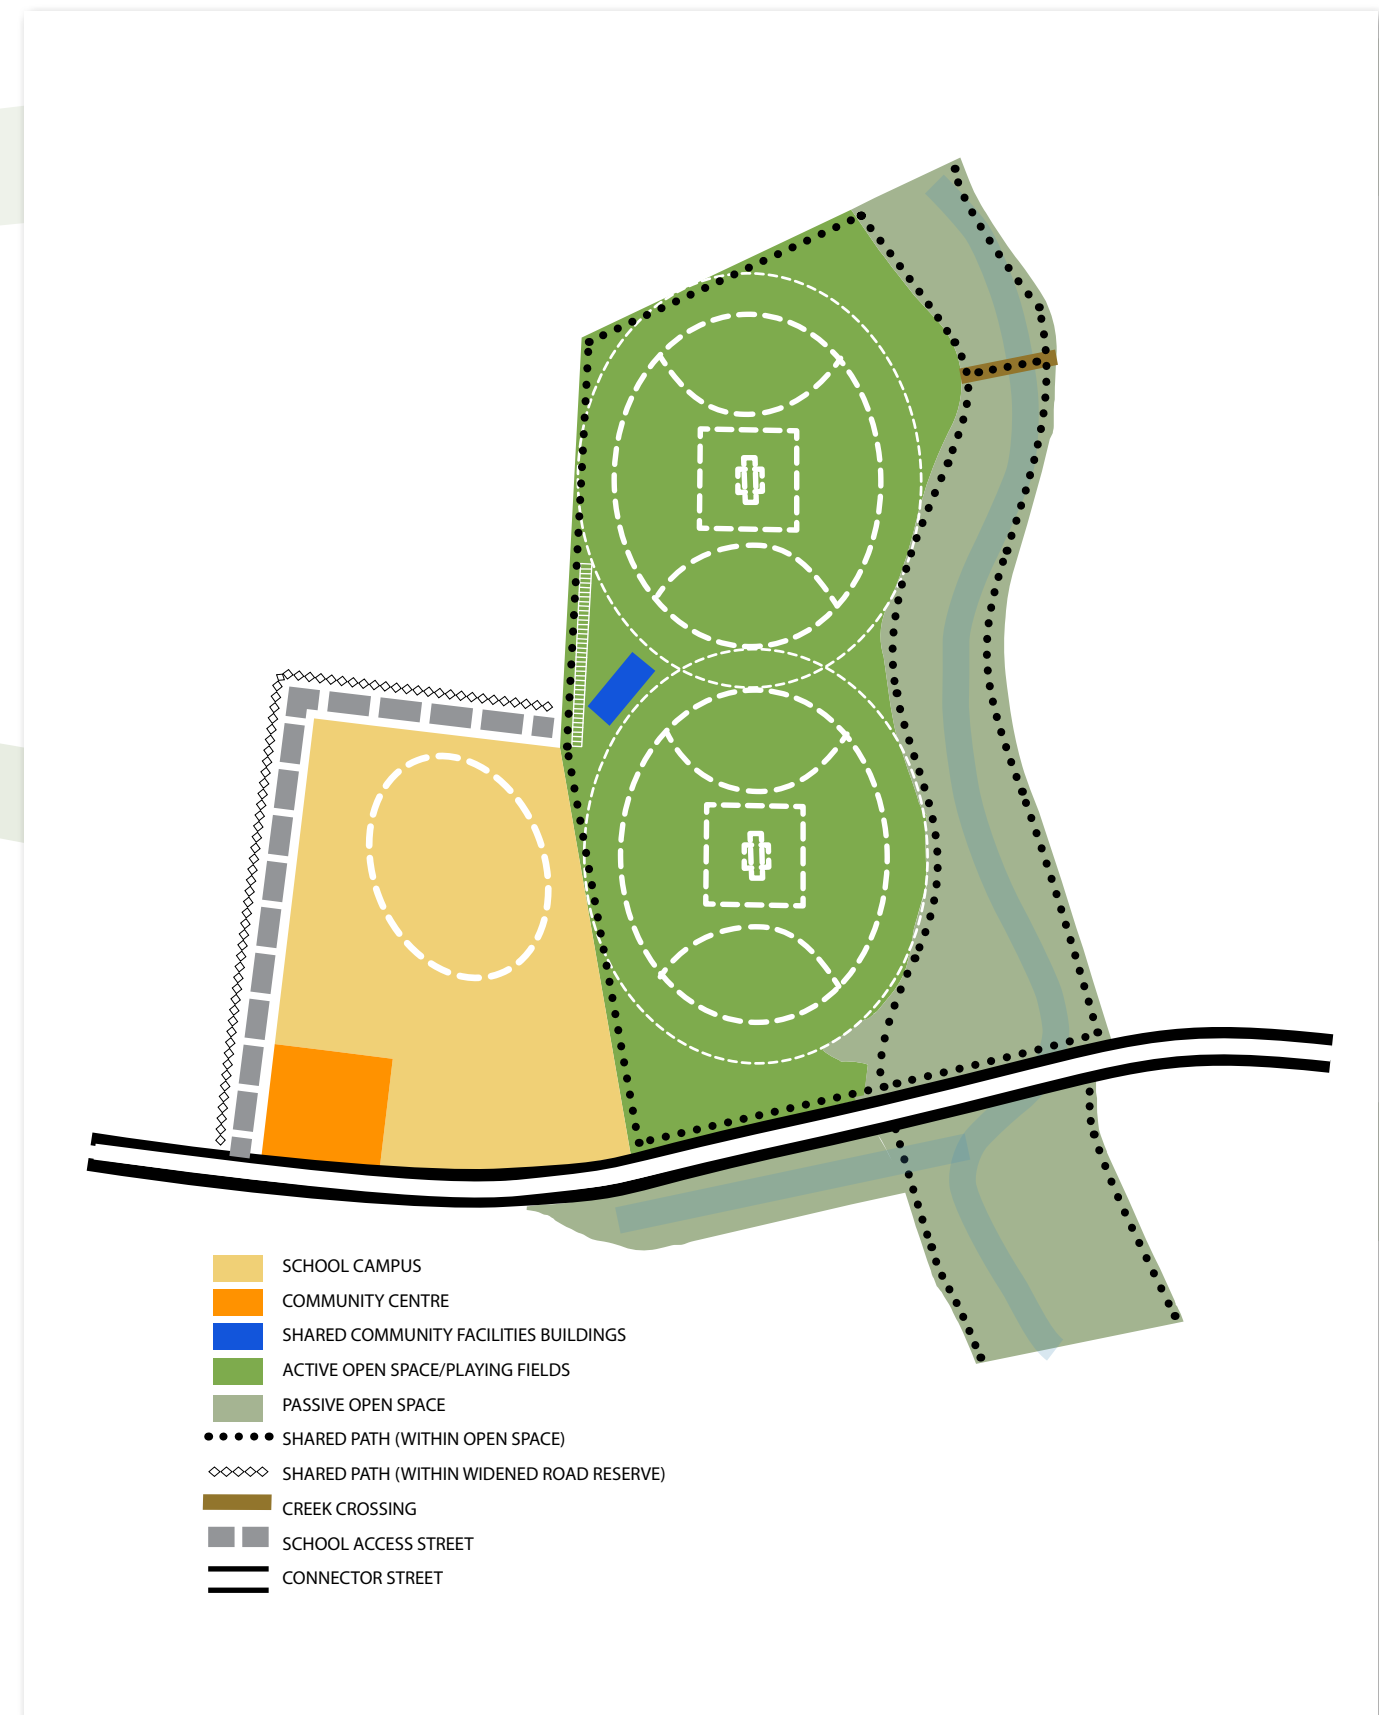 SCHOOL CAMPUS
COMMUNITY CENTRE
SHARED COMMUNITY FACILITIES BUILDINGS
ACTIVE OPEN SPACE/PLAYING FIELDS
PASSIVE OPEN SPACE
SHARED PATH (WITHIN OPEN SPACE)
SHARED PATH (WITHIN WIDENED ROAD RESERVE)
CREEK CROSSING
SCHOOL ACCESS STREET
CONNECTOR STREET